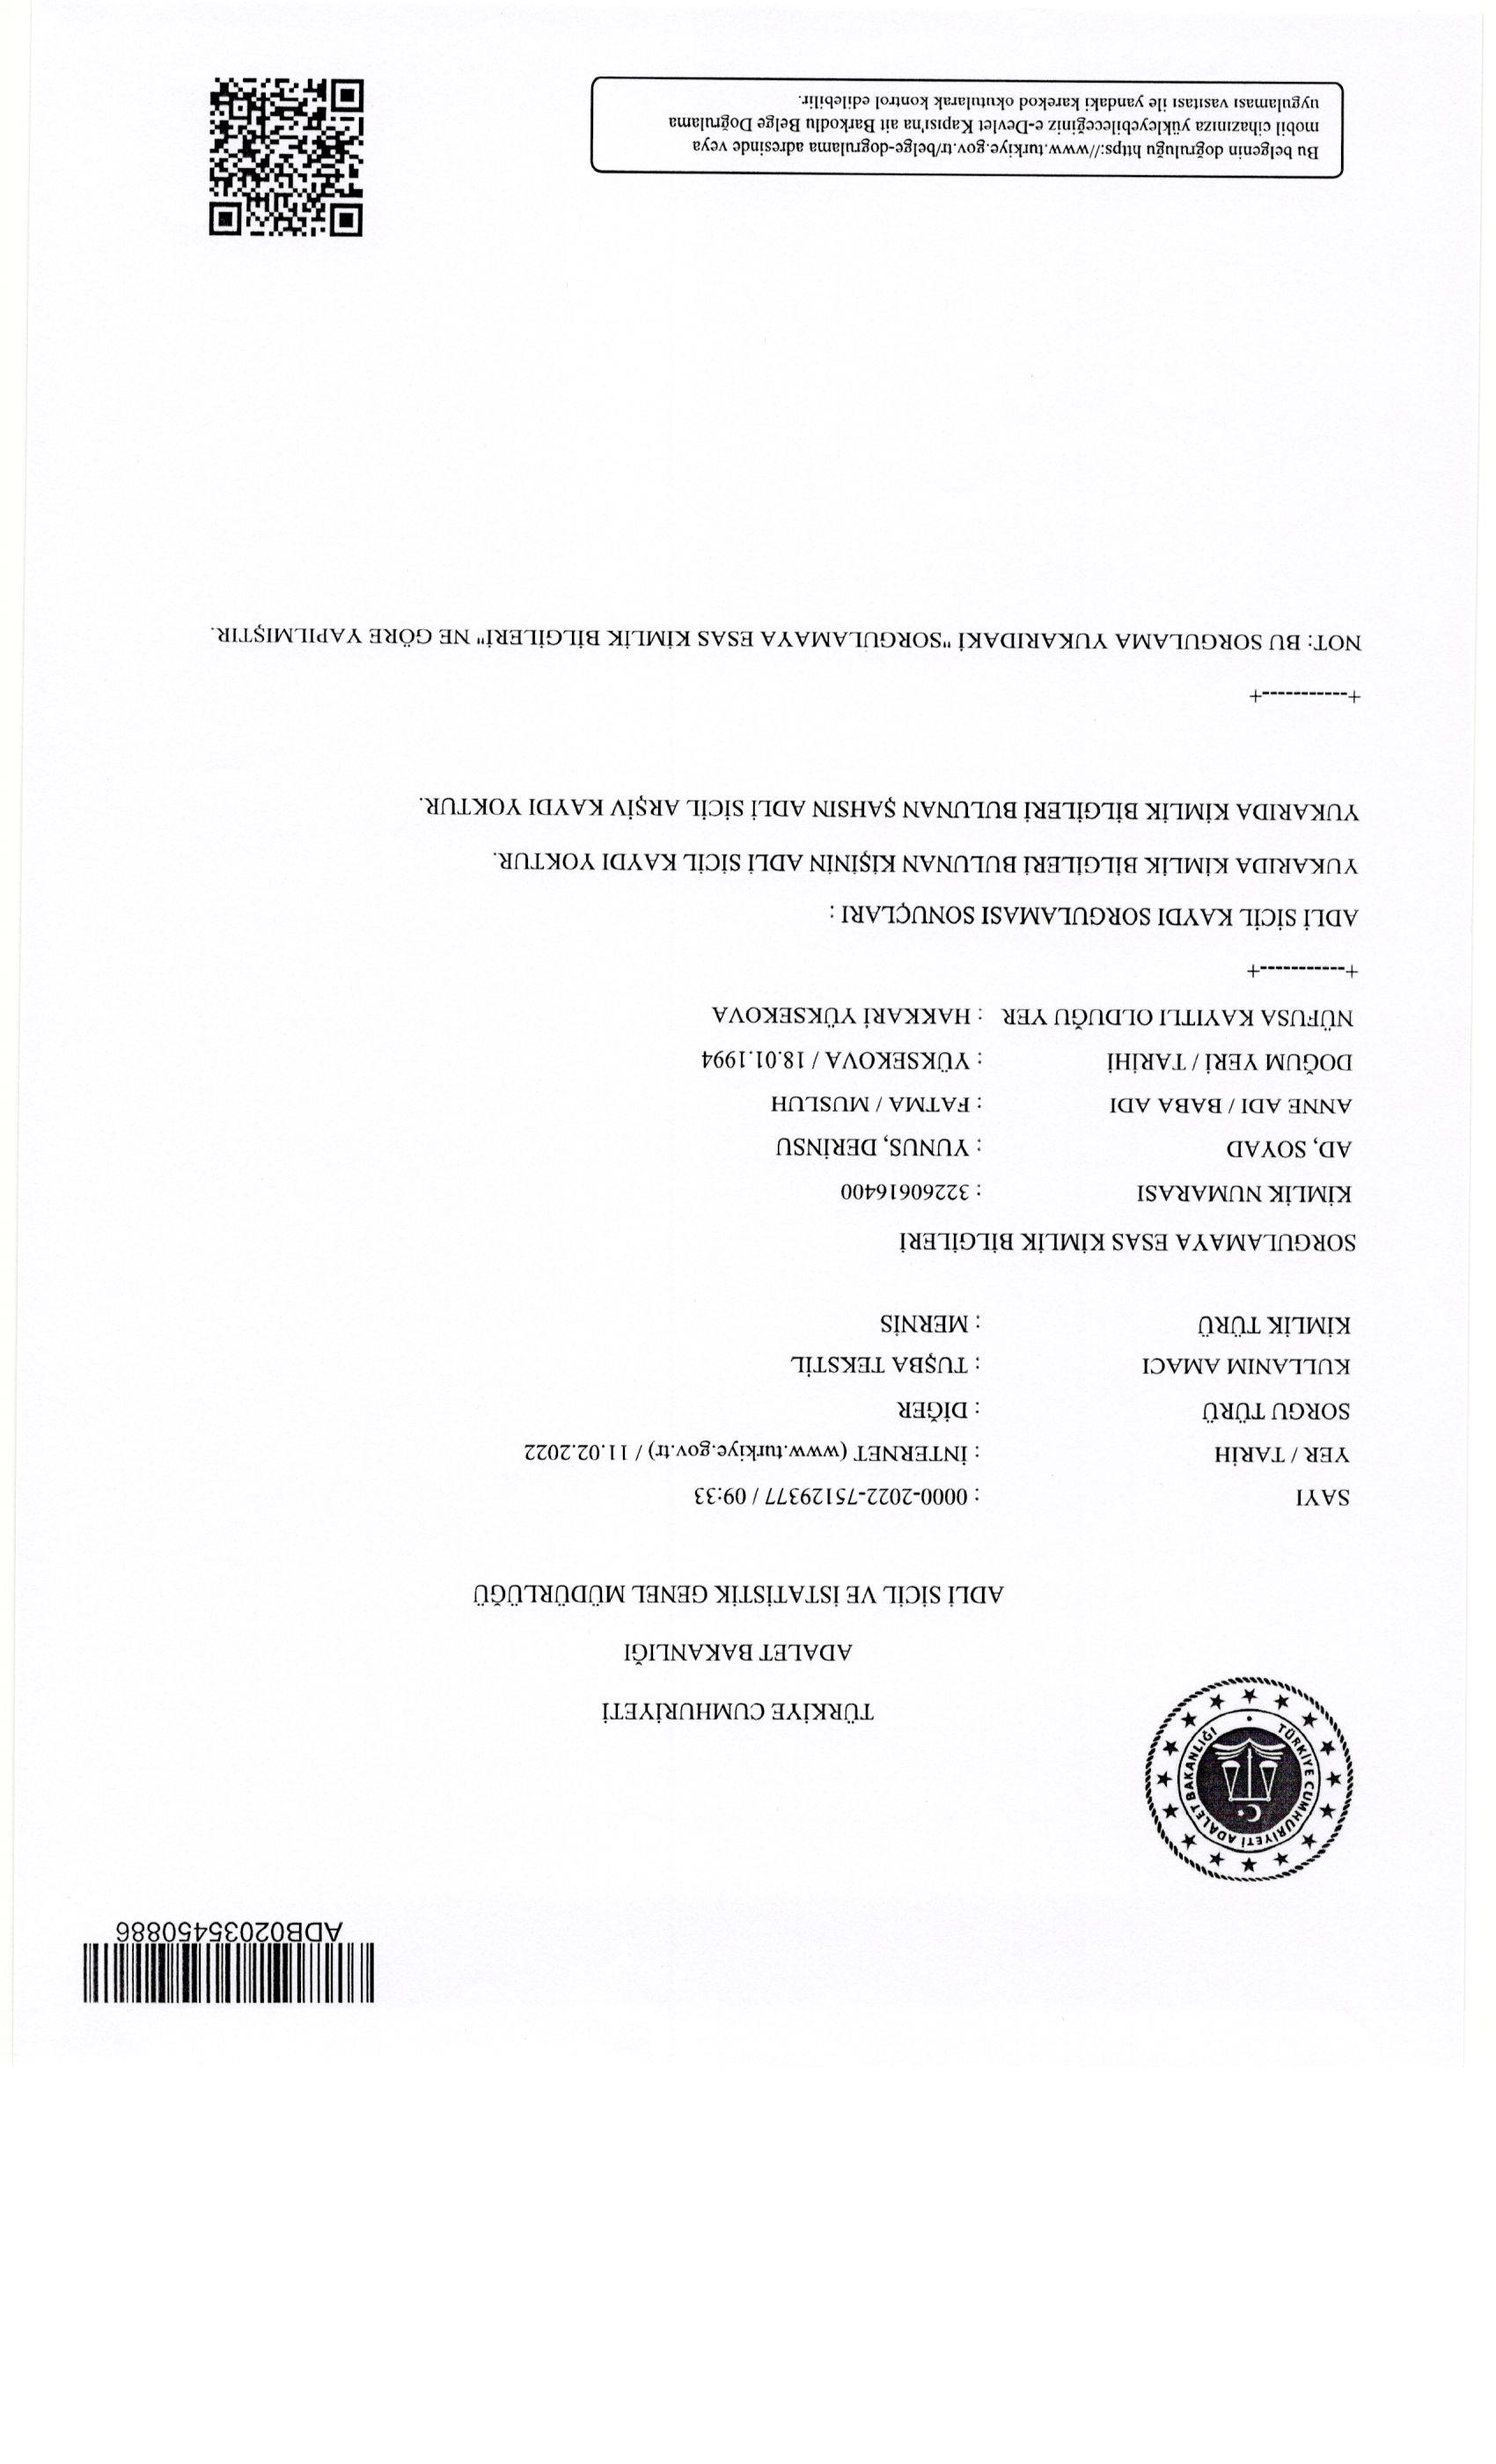 ADB02035450886
TÜRKİYE CUMHURİYETİ ADALET BAKANLIĞI
TÜRKİYE CUMHURİYETİ
ADALET BAKANLIĞI
ADLİ SİCİL VE İSTATİSTİK GENEL MÜDÜRLÜĞÜ
SAYI : 0000-2022-75129377 / 09:33
YER / TARİH : İNTERNET (www.turkiye.gov.tr) / 11.02.2022
SORGU TÜRÜ : DİĞER
KULLANIM AMACI : TUŞBA TEKSTİL
KİMLİK TÜRÜ : MERNİS
SORGULAMAYA ESAS KİMLİK BİLGİLERİ
KİMLİK NUMARASI : 32260616400
AD, SOYAD : YUNUS, DERİNSU
ANNE ADI / BABA ADI : FATMA / MUSLUH
DOĞUM YERİ / TARİHİ : YÜKSEKOVA / 18.01.1994
NÜFUSA KAYITLI OLDUĞU YER : HAKKARİ YÜKSEKOVA
+-----------+
ADLİ SİCİL KAYDI SORGULAMASI SONUÇLARI :
YUKARIDA KİMLİK BİLGİLERİ BULUNAN KİŞİNİN ADLİ SİCİL KAYDI YOKTUR.
YUKARIDA KİMLİK BİLGİLERİ BULUNAN ŞAHSIN ADLİ SİCİL ARŞİV KAYDI YOKTUR.
+-----------+
NOT: BU SORGULAMA YUKARIDAKİ "SORGULAMAYA ESAS KİMLİK BİLGİLERİ" NE GÖRE YAPILMIŞTIR.
Bu belgenin doğruluğu https://www.turkiye.gov.tr/belge-dogrulama adresinde veya
mobil cihazınıza yükleyebileceğiniz e-Devlet Kapısı'na ait Barkodlu Belge Doğrulama
uygulaması vasıtası ile yandaki karekod okutularak kontrol edilebilir.